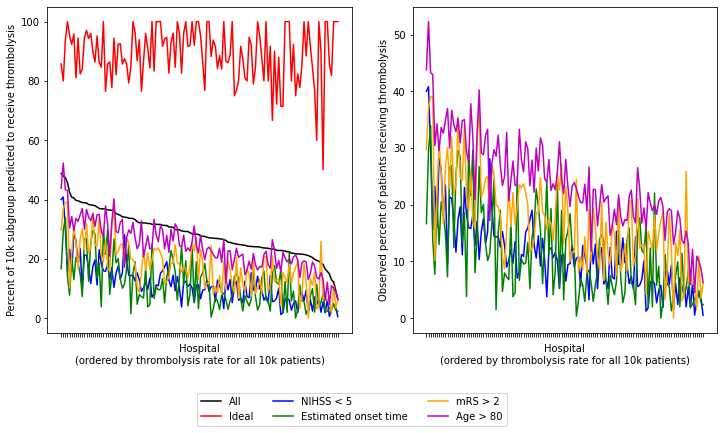 Percent of 10k subgroup predicted to receive thrombolysis
100
80
60
40
20
0
Hospital
(ordered by thrombolysis rate for all 10k patients)
Observed percent of patients receiving thrombolysis
50
40
30
20
10
0
Hospital
(ordered by thrombolysis rate for all 10k patients)
All
Ideal
NIHSS < 5
Estimated onset time
mRS > 2
Age > 80